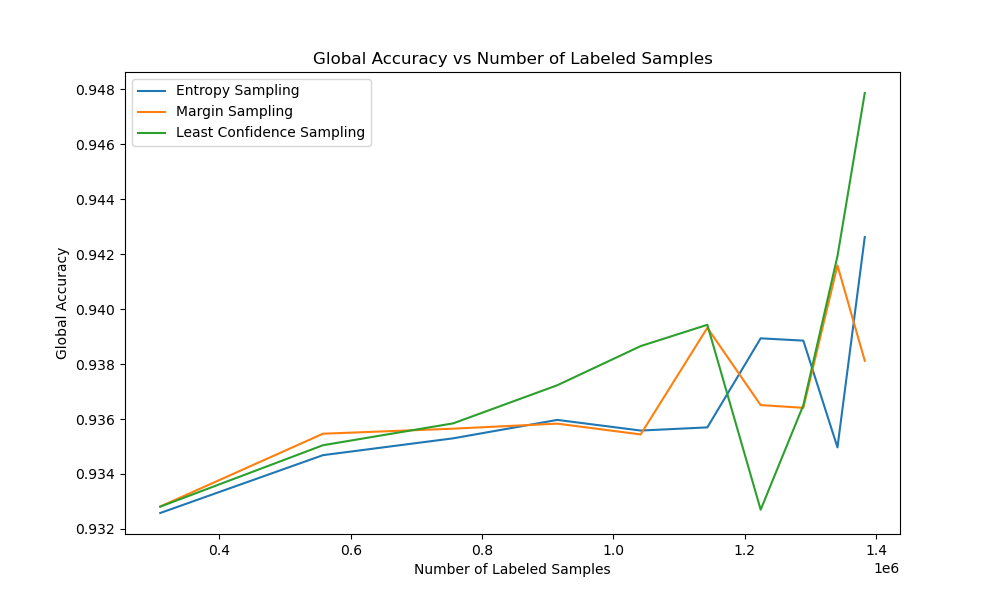 Global Accuracy vs Number of Labeled Samples
Entropy Sampling
Margin Sampling
Least Confidence Sampling
Global Accuracy
0.948
0.946
0.944
0.942
0.940
0.938
0.936
0.934
0.932
0.4
0.6
0.8
1.0
1.2
1.4
1e6
Number of Labeled Samples